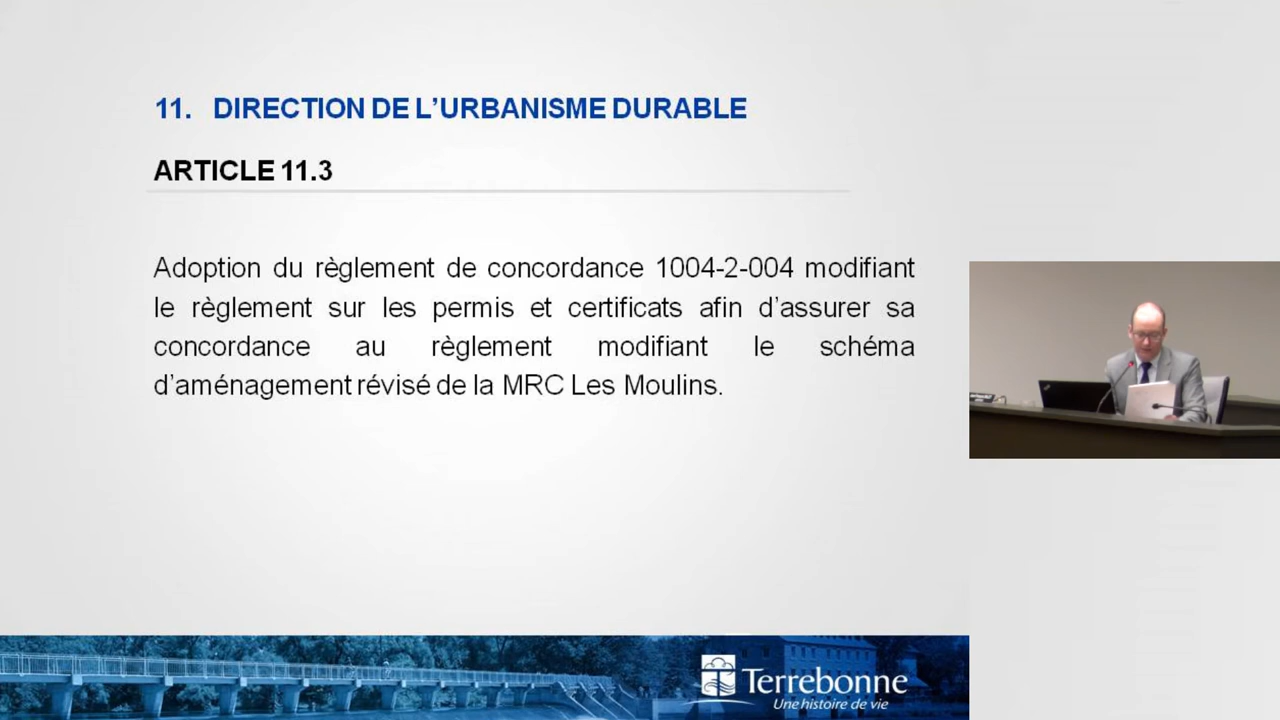 11. DIRECTION DE L’URBANISME DURABLE
ARTICLE 11.3
Adoption du règlement de concordance 1004-2-004 modifiant
le règlement sur les permis et certificats afin d’assurer sa
concordance au règlement modifiant le schéma
d’aménagement révisé de la MRC Les Moulins.
Terrebonne
Une histoire de vie